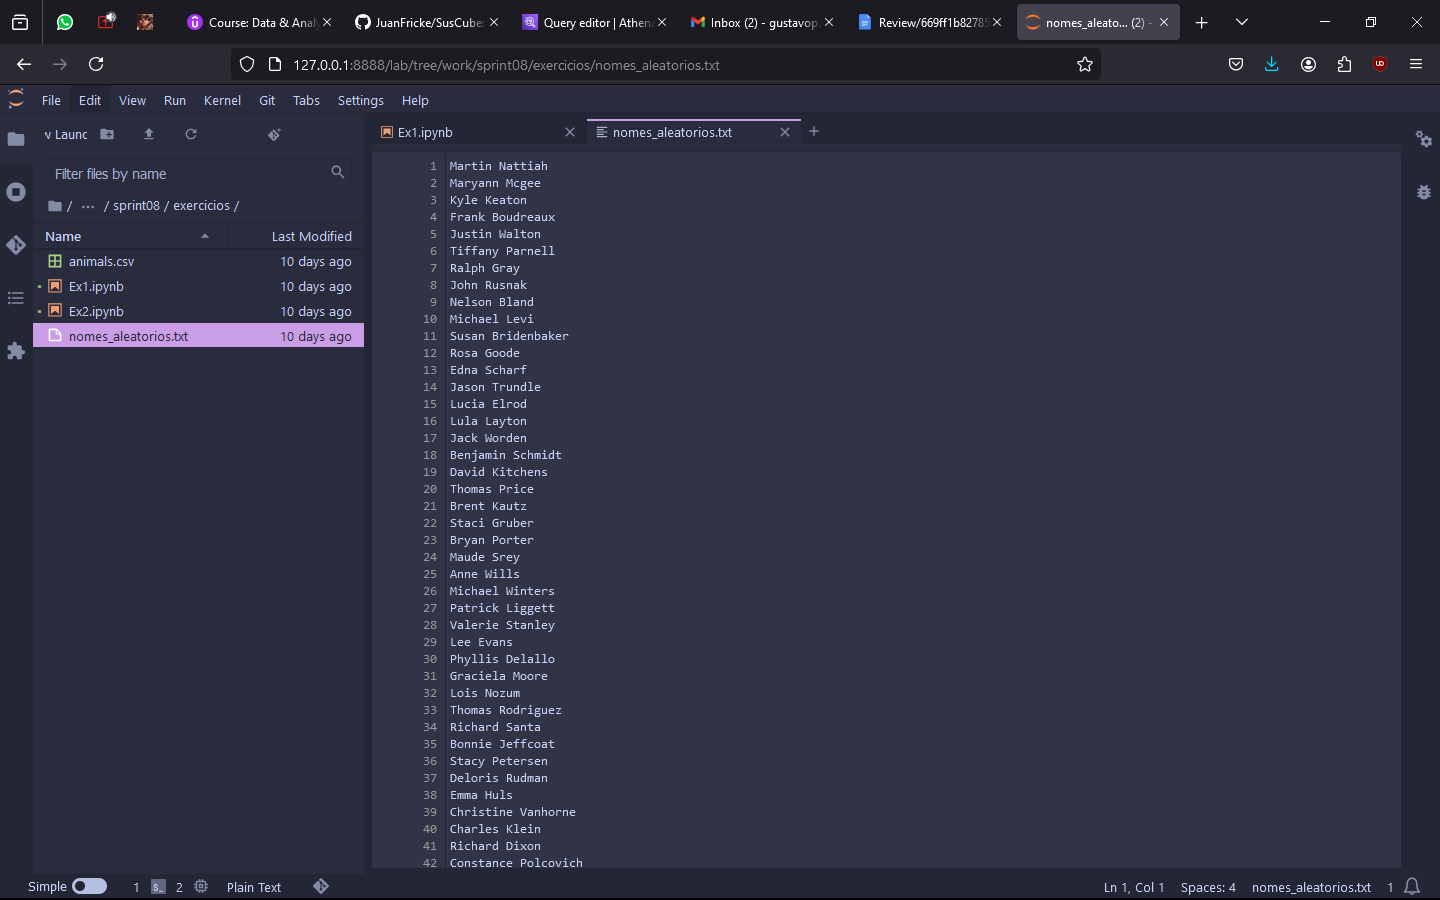 Course: Data & Analy
JuanFricke/SusCube:
Query editor | Athena
Inbox (2) - gustavop.
Review/669ff1b82785
nomes_aleato... (2) -
127.0.0.1:8888/lab/tree/work/sprint08/exercicios/nomes_aleatorios.txt
File Edit View Run Kernel Git Tabs Settings Help
w Launc
Filter files by name
/ ... / sprint08 / exercicios /
Name Last Modified
animals.csv 10 days ago
Ex1.ipynb 10 days ago
Ex2.ipynb 10 days ago
nomes_aleatorios.txt 10 days ago
Ex1.ipynb
nomes_aleatorios.txt
1 Martin Nattiah
2 Maryann Mcgee
3 Kyle Keaton
4 Frank Boudreaux
5 Justin Walton
6 Tiffany Parnell
7 Ralph Gray
8 John Rusnak
9 Nelson Bland
10 Michael Levi
11 Susan Bridenbaker
12 Rosa Goode
13 Edna Scharf
14 Jason Trundle
15 Lucia Elrod
16 Lula Layton
17 Jack Worden
18 Benjamin Schmidt
19 David Kitchens
20 Thomas Price
21 Brent Kautz
22 Staci Gruber
23 Bryan Porter
24 Maude Srey
25 Anne Wills
26 Michael Winters
27 Patrick Liggett
28 Valerie Stanley
29 Lee Evans
30 Phyllis Delallo
31 Graciela Moore
32 Lois Nozum
33 Thomas Rodriguez
34 Richard Santa
35 Bonnie Jeffcoat
36 Stacy Petersen
37 Deloris Rudman
38 Emma Huls
39 Christine Vanhorne
40 Charles Klein
41 Richard Dixon
42 Constance Polcovich
Simple 1 2 Plain Text Ln 1, Col 1 Spaces: 4 nomes_aleatorios.txt 1